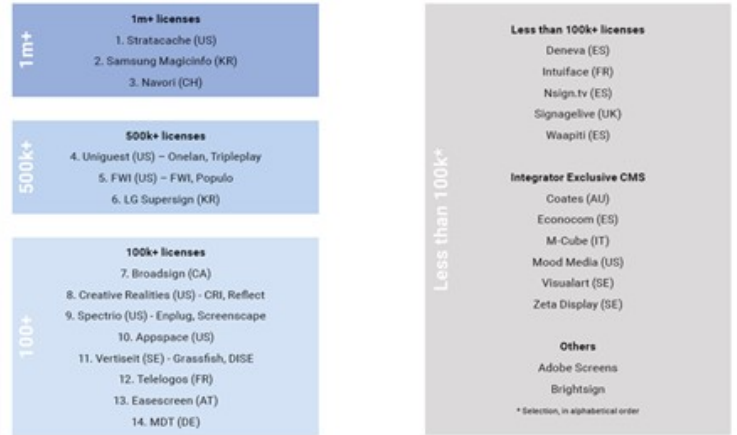 1m+
1m+ licenses
1. Stratacache (US)
2. Samsung Magicinfo (KR)
3. Navori (CH)
500k+
500k+ licenses
4. Uniguest (US) – Onelan, Tripleplay
5. FWI (US) – FWI, Populo
6. LG Supersign (KR)
100+
100k+ licenses
7. Broadsign (CA)
8. Creative Realities (US) - CRI, Reflect
9. Spectrio (US) - Enplug, Screenscape
10. Appspace (US)
11. Vertiseit (SE) - Grassfish, DISE
12. Telelogos (FR)
13. Easescreen (AT)
14. MDT (DE)
Less than 100k*
Less than 100k+ licenses
Deneva (ES)
Intuiface (FR)
Nsign.tv (ES)
Signagelive (UK)
Waapiti (ES)
Integrator Exclusive CMS
Coates (AU)
Econocom (ES)
M-Cube (IT)
Mood Media (US)
Visualart (SE)
Zeta Display (SE)
Others
Adobe Screens
Brightsign
* Selection, in alphabetical order